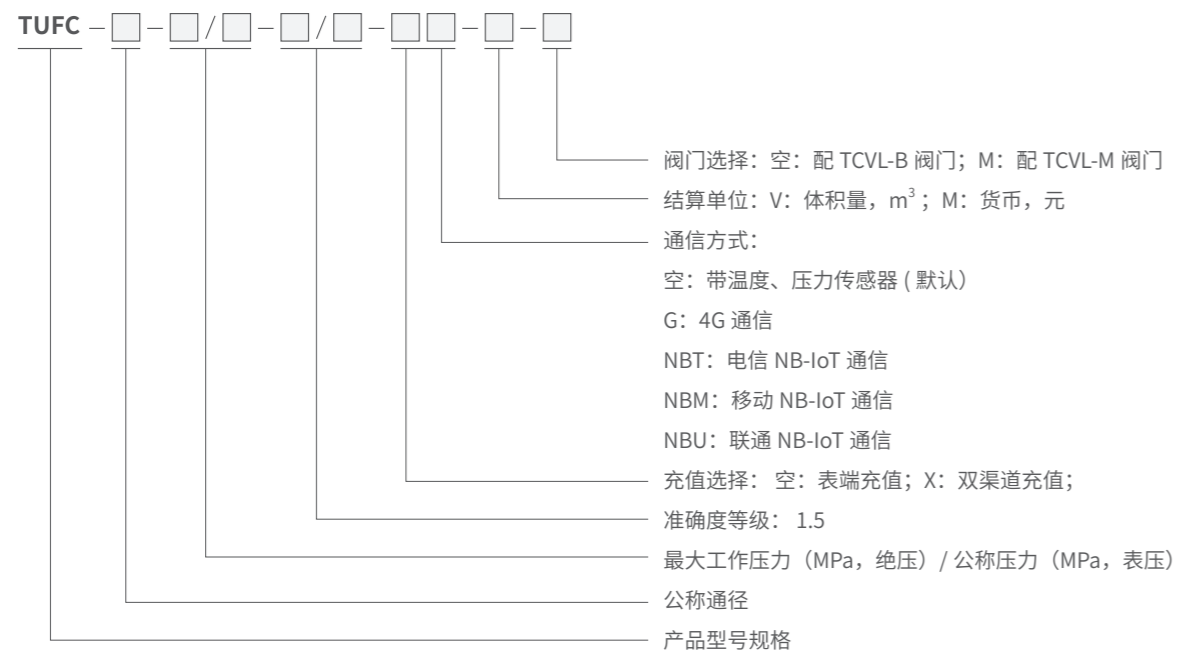 TUFC – □ – □ / □ – □ / □ – □ □ – □ – □
阀门选择：空：配 TCVL-B 阀门；M：配 TCVL-M 阀门
结算单位：V：体积量，m³；M：货币，元
通信方式：
空：带温度、压力传感器 ( 默认）
G：4G 通信
NBT：电信 NB-IoT 通信
NBM：移动 NB-IoT 通信
NBU：联通 NB-IoT 通信
充值选择： 空：表端充值；X：双渠道充值；
准确度等级： 1.5
最大工作压力（MPa，绝压）/ 公称压力（MPa，表压）
公称通径
产品型号规格